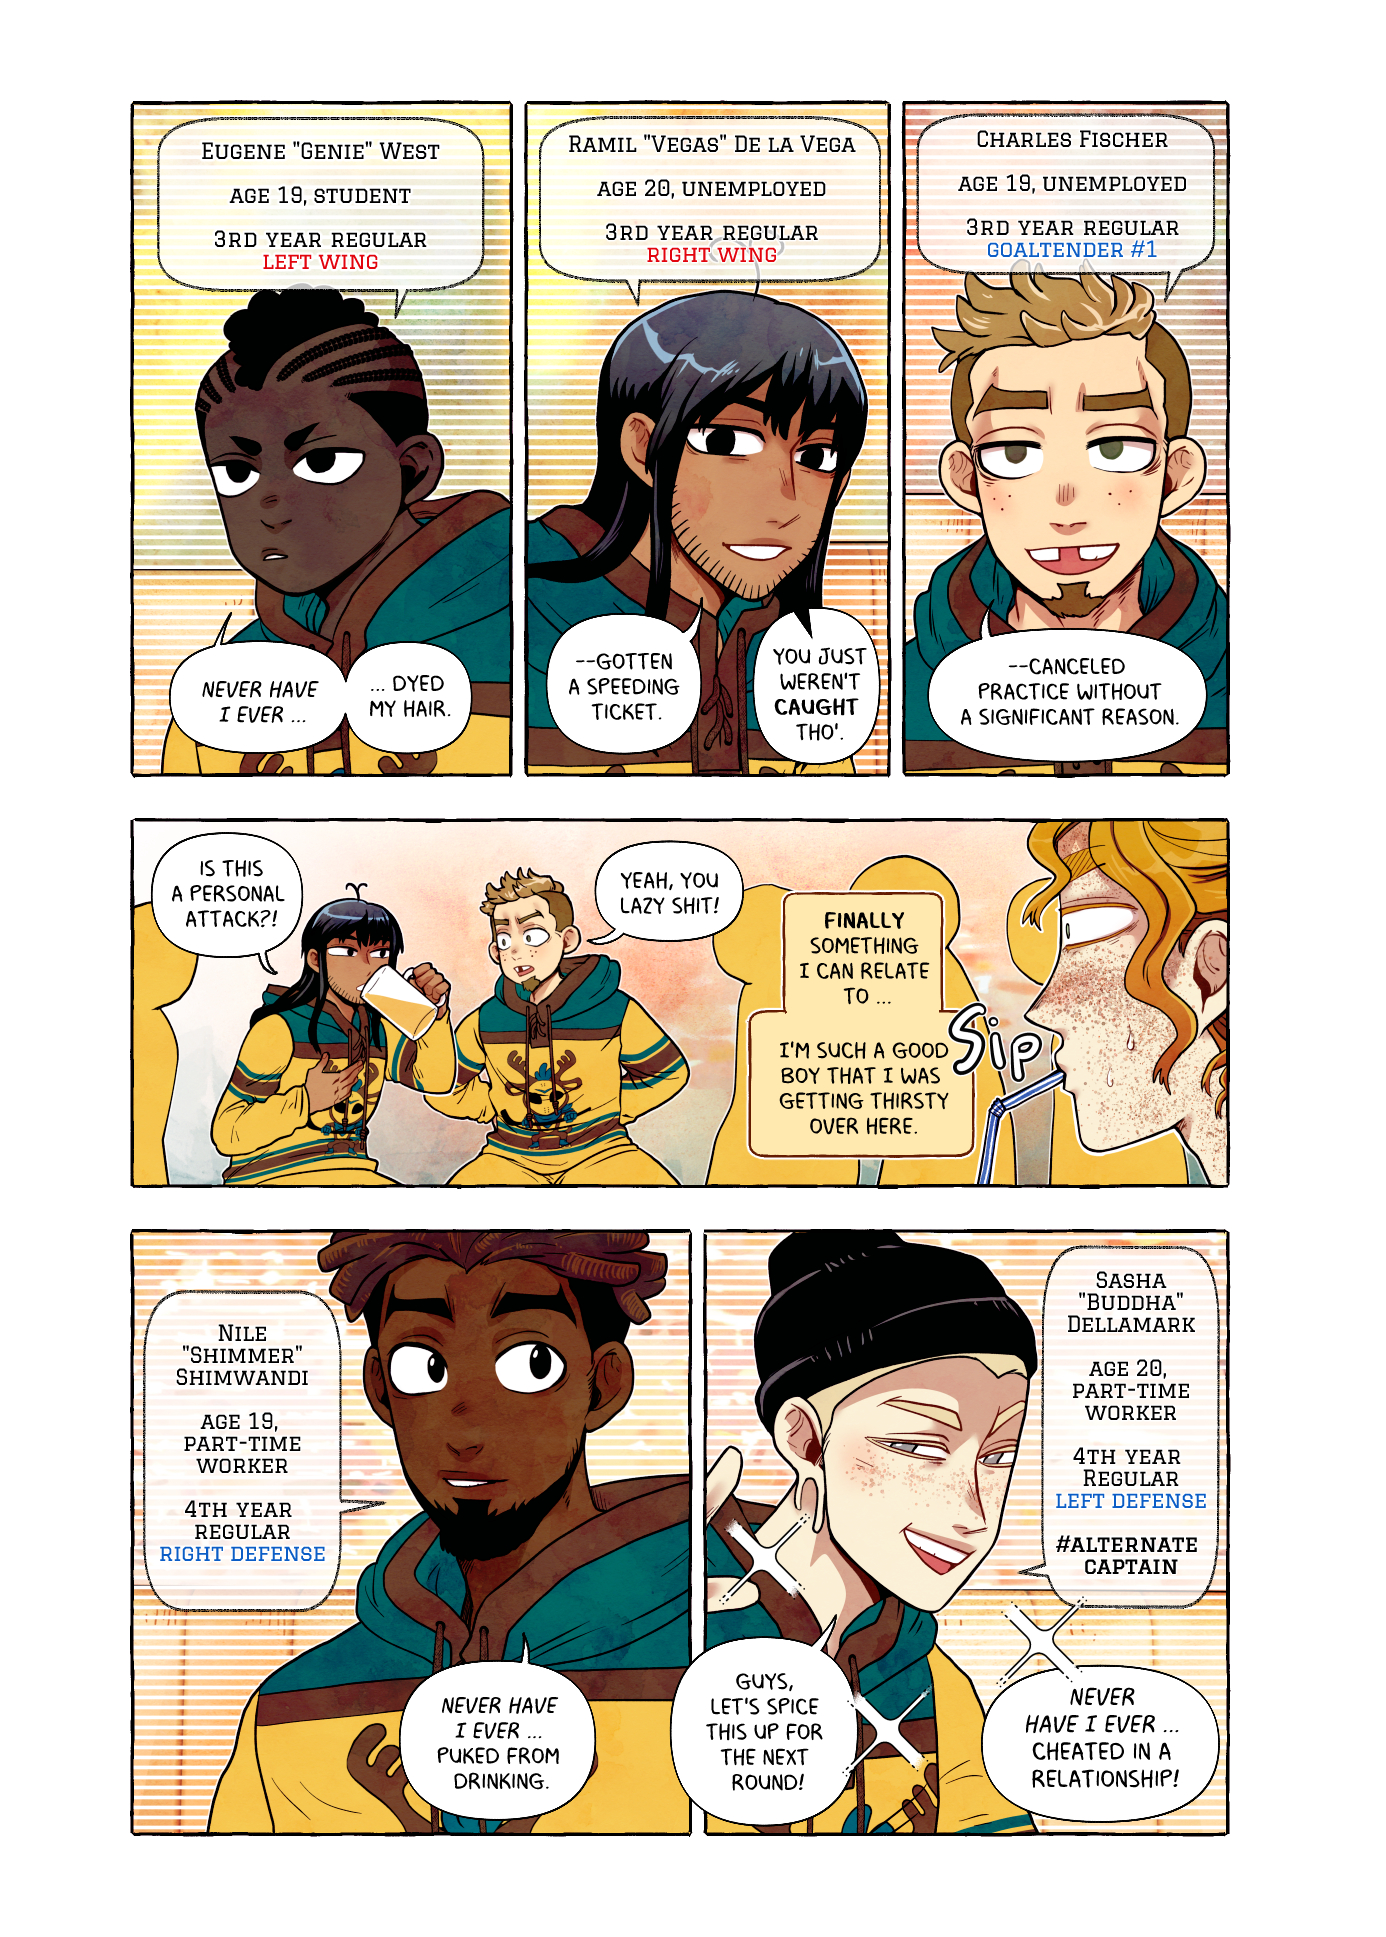 Eugene "Genie" West
age 19, student
3rd year regular
left wing
NEVER HAVE
I EVER ...
... DYED
MY HAIR.
Ramil "Vegas" De la Vega
age 20, unemployed
3rd year regular
right wing
--GOTTEN
A SPEEDING
TICKET.
YOU JUST
WEREN'T
CAUGHT
THO'.
Charles Fischer
age 19, unemployed
3rd year regular
goaltender #1
--CANCELED
PRACTICE WITHOUT
A SIGNIFICANT REASON.
IS THIS
A PERSONAL
ATTACK?!
YEAH, YOU
LAZY SHIT!
FINALLY
SOMETHING
I CAN RELATE
TO ...
I'M SUCH A GOOD
BOY THAT I WAS
GETTING THIRSTY
OVER HERE.
Sip
Nile
"Shimmer"
Shimwandi
age 19,
part-time
worker
4th year
regular
right defense
NEVER HAVE
I EVER ...
PUKED FROM
DRINKING.
Sasha
"Buddha"
Dellamark
age 20,
part-time
worker
4th year
Regular
left defense
#alternate
captain
GUYS,
LET'S SPICE
THIS UP FOR
THE NEXT
ROUND!
NEVER
HAVE I EVER ...
CHEATED IN A
RELATIONSHIP!